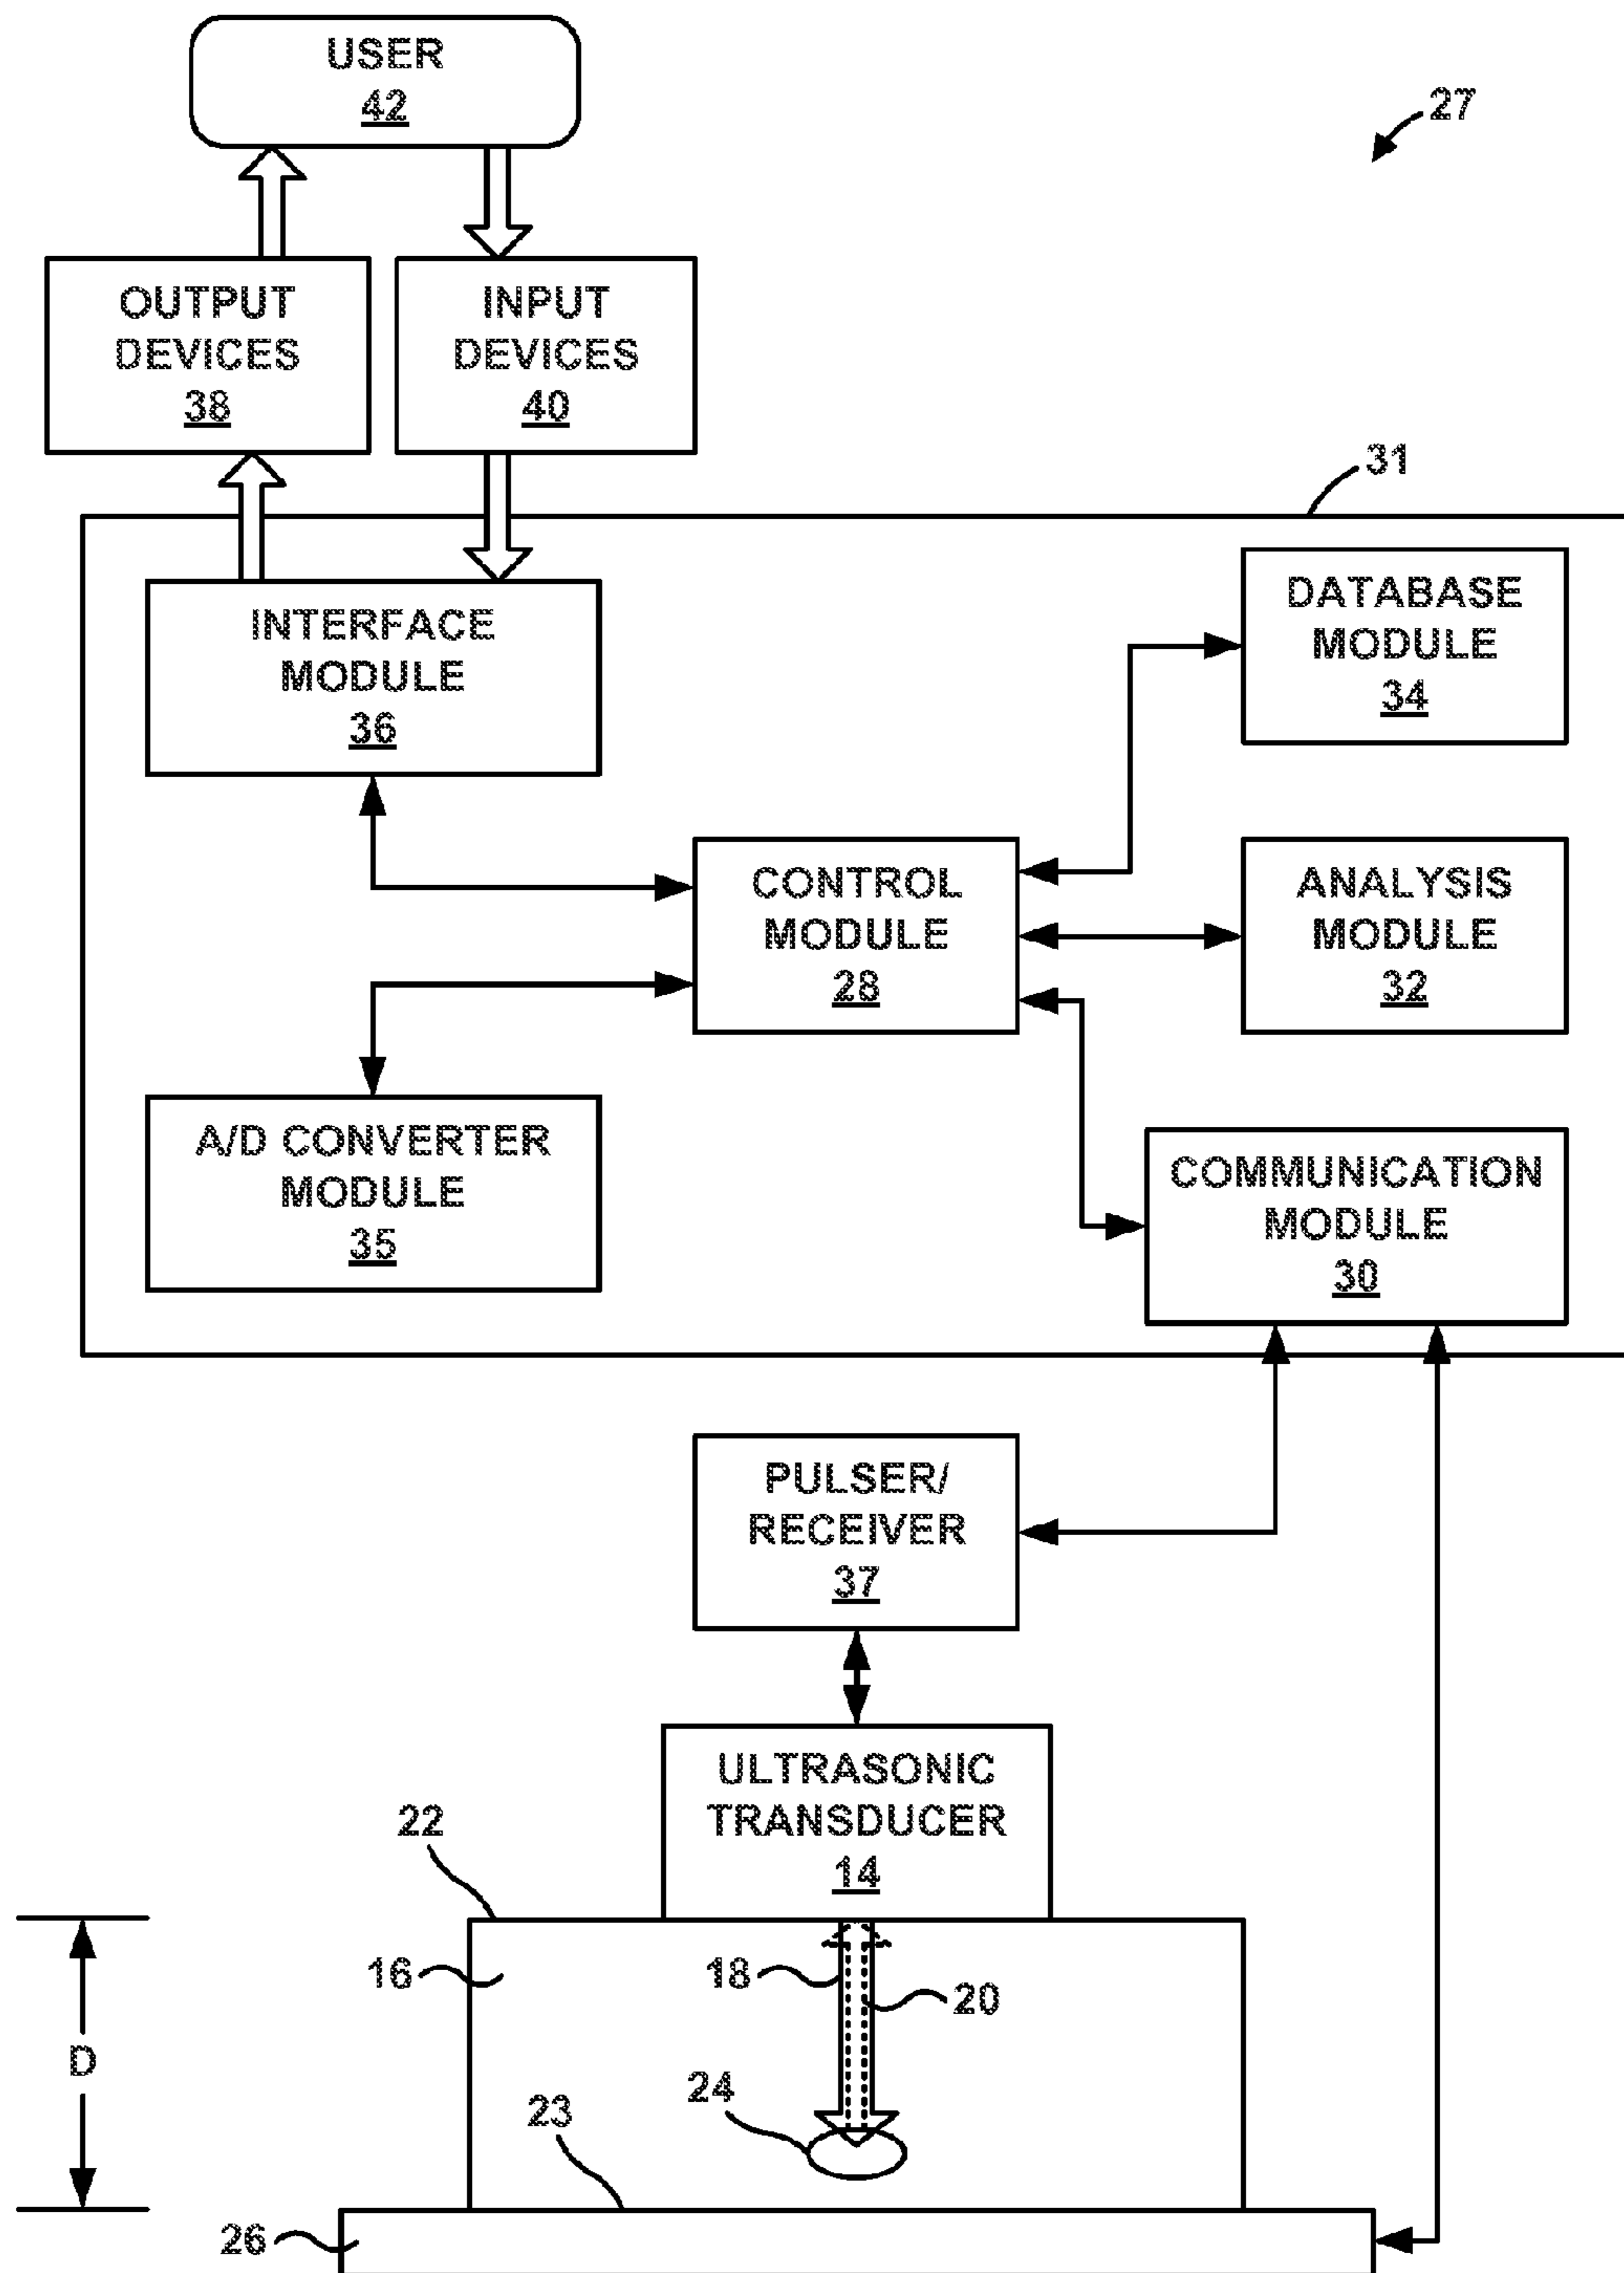 USER
42
27
OUTPUT
DEVICES
38
INPUT
DEVICES
40
31
INTERFACE
MODULE
36
DATABASE
MODULE
34
CONTROL
MODULE
28
ANALYSIS
MODULE
32
A/D CONVERTER
MODULE
35
COMMUNICATION
MODULE
30
PULSER/
RECEIVER
37
ULTRASONIC
TRANSDUCER
14
22
16
18
20
D
24
23
26